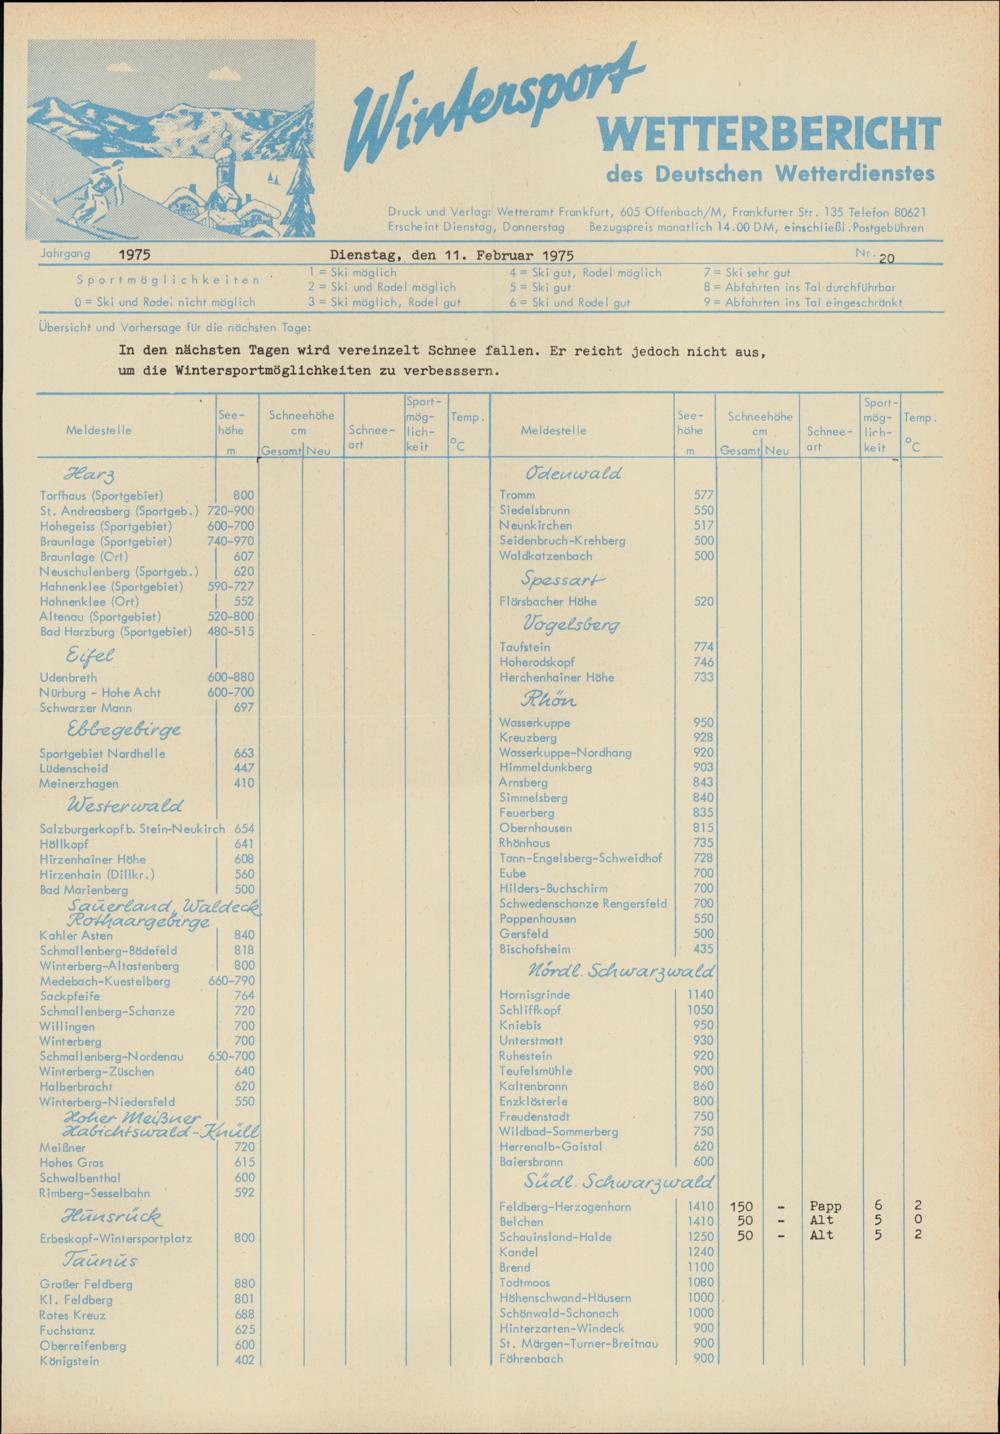 Wintersport
WETTERBERICHT
des Deutschen Wetterdienstes
Druck und Verlag: Wetteramt Frankfurt, 605 Offenbach/M, Frankfurter Str. 135 Telefon 80621
Erscheint Dienstag, Donnerstag Bezugspreis monatlich 14.00 DM, einschließl. Postgebühren
Jahrgang 1975 Dienstag, den 11. Februar 1975 Nr. 20
Sportmöglichkeiten
0 = Ski und Rodel nicht möglich
1 = Ski möglich
2 = Ski und Rodel möglich
3 = Ski möglich, Rodel gut
4 = Ski gut, Rodel möglich
5 = Ski gut
6 = Ski und Rodel gut
7 = Ski sehr gut
8 = Abfahrten ins Tal durchführbar
9 = Abfahrten ins Tal eingeschränkt
Übersicht und Vorhersage für die nächsten Tage:
In den nächsten Tagen wird vereinzelt Schnee fallen. Er reicht jedoch nicht aus,
um die Wintersportmöglichkeiten zu verbesssern.
Meldestelle Seehöhe m Schneehöhe cm Gesamt Neu Schneeart Sportmöglichkeit Temp. °C
Harz
Torfhaus (Sportgebiet) 800
St. Andreasberg (Sportgeb.) 720-900
Hohegeiss (Sportgebiet) 600-700
Braunlage (Sportgebiet) 740-970
Braunlage (Ort) 607
Neuschulenberg (Sportgeb.) 620
Hahnenklee (Sportgebiet) 590-727
Hahnenklee (Ort) 552
Altenau (Sportgebiet) 520-800
Bad Harzburg (Sportgebiet) 480-515
Eifel
Udenbreth 600-880
Nürburg - Hohe Acht 600-700
Schwarzer Mann 697
Ebbegebirge
Sportgebiet Nordhelle 663
Lüdenscheid 447
Meinerzhagen 410
Westerwald
Salzburgerkopf b. Stein-Neukirch 654
Höllkopf 641
Hirzenhainer Höhe 608
Hirzenhain (Dillkr.) 560
Bad Marienberg 500
Sauerland, Waldeck
Rothaargebirge
Kahler Asten 840
Schmallenberg-Bödefeld 818
Winterberg-Altastenberg 800
Medebach-Kuestelberg 660-790
Sackpfeife 764
Schmallenberg-Schanze 720
Willingen 700
Winterberg 700
Schmallenberg-Nordenau 650-700
Winterberg-Züschen 640
Halberbracht 620
Winterberg-Niedersfeld 550
Hoher Meißner
Habichtswald-Knüll
Meißner 720
Hohes Gras 615
Schwalbenthal 600
Rimberg-Sesselbahn 592
Hunsrück
Erbeskopf-Wintersportplatz 800
Taunus
Großer Feldberg 880
Kl. Feldberg 801
Rotes Kreuz 688
Fuchstanz 625
Oberreifenberg 600
Königstein 402
Meldestelle Seehöhe m Schneehöhe cm Gesamt Neu Schneeart Sportmöglichkeit Temp. °C
Odenwald
Tromm 577
Siedelsbrunn 550
Neunkirchen 517
Seidenbruch-Krehberg 500
Waldkatzenbach 500
Spessart
Flörsbacher Höhe 520
Vogelsberg
Taufstein 774
Hoherodskopf 746
Herchenhainer Höhe 733
Rhön
Wasserkuppe 950
Kreuzberg 928
Wasserkuppe-Nordhang 920
Himmeldunkberg 903
Arnsberg 843
Simmelsberg 840
Feuerberg 835
Obernhausen 815
Rhönhaus 735
Tann-Engelsberg-Schweidhof 728
Eube 700
Hilders-Buchschirm 700
Schwedenschanze Rengersfeld 700
Poppenhausen 550
Gersfeld 500
Bischofsheim 435
Nördl. Schwarzwald
Hornisgrinde 1140
Schliffkopf 1050
Kniebis 950
Unterstmatt 930
Ruhestein 920
Teufelsmühle 900
Kaltenbronn 860
Enzklösterle 800
Freudenstadt 750
Wildbad-Sommerberg 750
Herrenalb-Gaistal 620
Baiersbronn 600
Südl. Schwarzwald
Feldberg-Herzogenhorn 1410 150 - Papp 6 2
Belchen 1410 50 - Alt 5 0
Schauinsland-Halde 1250 50 - Alt 5 2
Kandel 1240
Brend 1100
Todtmoos 1080
Höhenschwand-Häusern 1000
Schönwald-Schonach 1000
Hinterzarten-Windeck 900
St. Märgen-Turner-Breitnau 900
Föhrenbach 900